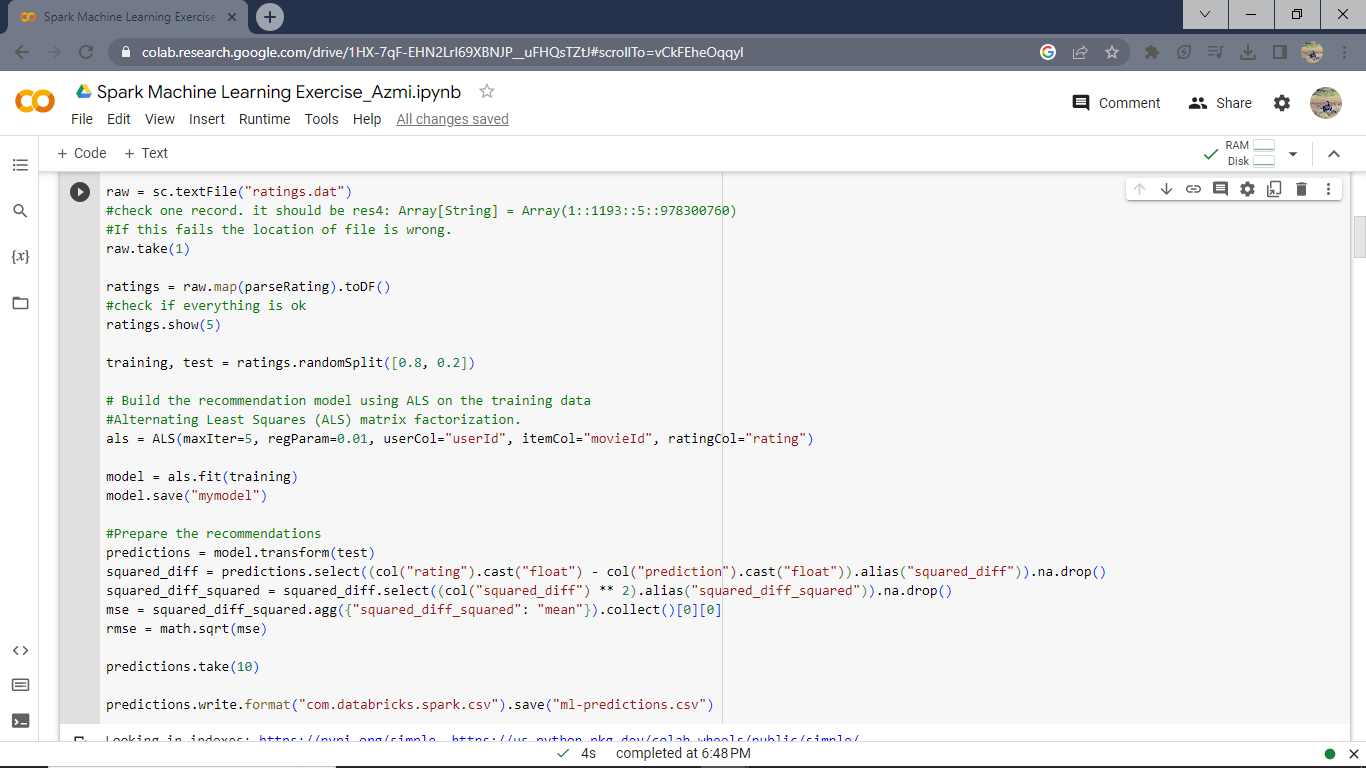 Spark Machine Learning Exercise
colab.research.google.com/drive/1HX-7qF-EHN2LrI69XBNJP__uFHQsTZtJ#scrollTo=vCkFEheOqqyI
Spark Machine Learning Exercise_Azmi.ipynb
File Edit View Insert Runtime Tools Help All changes saved
Comment Share
+ Code + Text
RAM
Disk
raw = sc.textFile("ratings.dat")
#check one record. it should be res4: Array[String] = Array(1::1193::5::978300760)
#If this fails the location of file is wrong.
raw.take(1)
ratings = raw.map(parseRating).toDF()
#check if everything is ok
ratings.show(5)
training, test = ratings.randomSplit([0.8, 0.2])
# Build the recommendation model using ALS on the training data
#Alternating Least Squares (ALS) matrix factorization.
als = ALS(maxIter=5, regParam=0.01, userCol="userId", itemCol="movieId", ratingCol="rating")
model = als.fit(training)
model.save("mymodel")
#Prepare the recommendations
predictions = model.transform(test)
squared_diff = predictions.select((col("rating").cast("float") - col("prediction").cast("float")).alias("squared_diff")).na.drop()
squared_diff_squared = squared_diff.select((col("squared_diff") ** 2).alias("squared_diff_squared")).na.drop()
mse = squared_diff_squared.agg({"squared_diff_squared": "mean"}).collect()[0][0]
rmse = math.sqrt(mse)
predictions.take(10)
predictions.write.format("com.databricks.spark.csv").save("ml-predictions.csv")
Looking in indexes: https://pypi.org/simple, https://us-python.pkg.dev/colab-wheels/public/simple/
4s completed at 6:48 PM